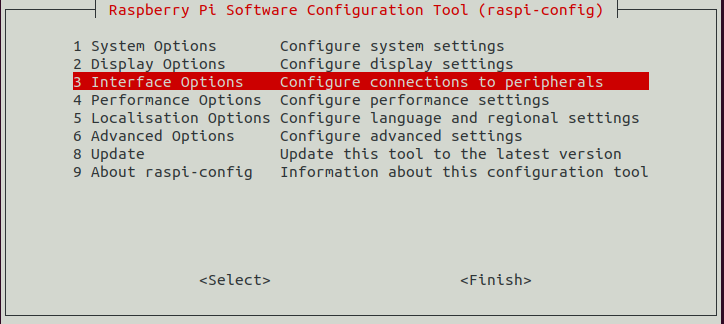 Raspberry Pi Software Configuration Tool (raspi-config)
1 System Options Configure system settings
2 Display Options Configure display settings
3 Interface Options Configure connections to peripherals
4 Performance Options Configure performance settings
5 Localisation Options Configure language and regional settings
6 Advanced Options Configure advanced settings
8 Update Update this tool to the latest version
9 About raspi-config Information about this configuration tool
<Select> <Finish>